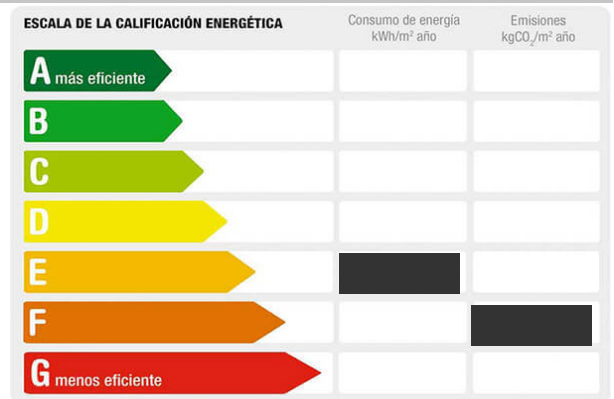 ESCALA DE LA CALIFICACIÓN ENERGÉTICA
Consumo de energía
kWh/m² año
Emisiones
kgCO₂/m² año
A más eficiente
B
C
D
E
F
G menos eficiente